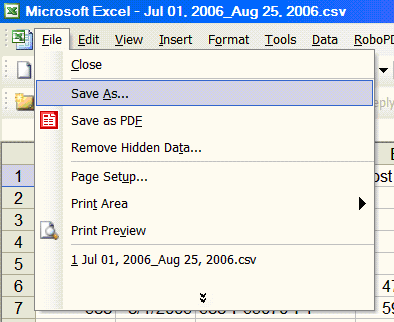 Microsoft Excel - Jul 01, 2006_Aug 25, 2006.csv
File Edit View Insert Format Tools Data RoboPD
Close
Save As...
Save as PDF
Remove Hidden Data...
Page Setup...
Print Area
Print Preview
1 Jul 01, 2006_Aug 25, 2006.csv
eply
1
ost
2
3
4
5
6
47
7
59